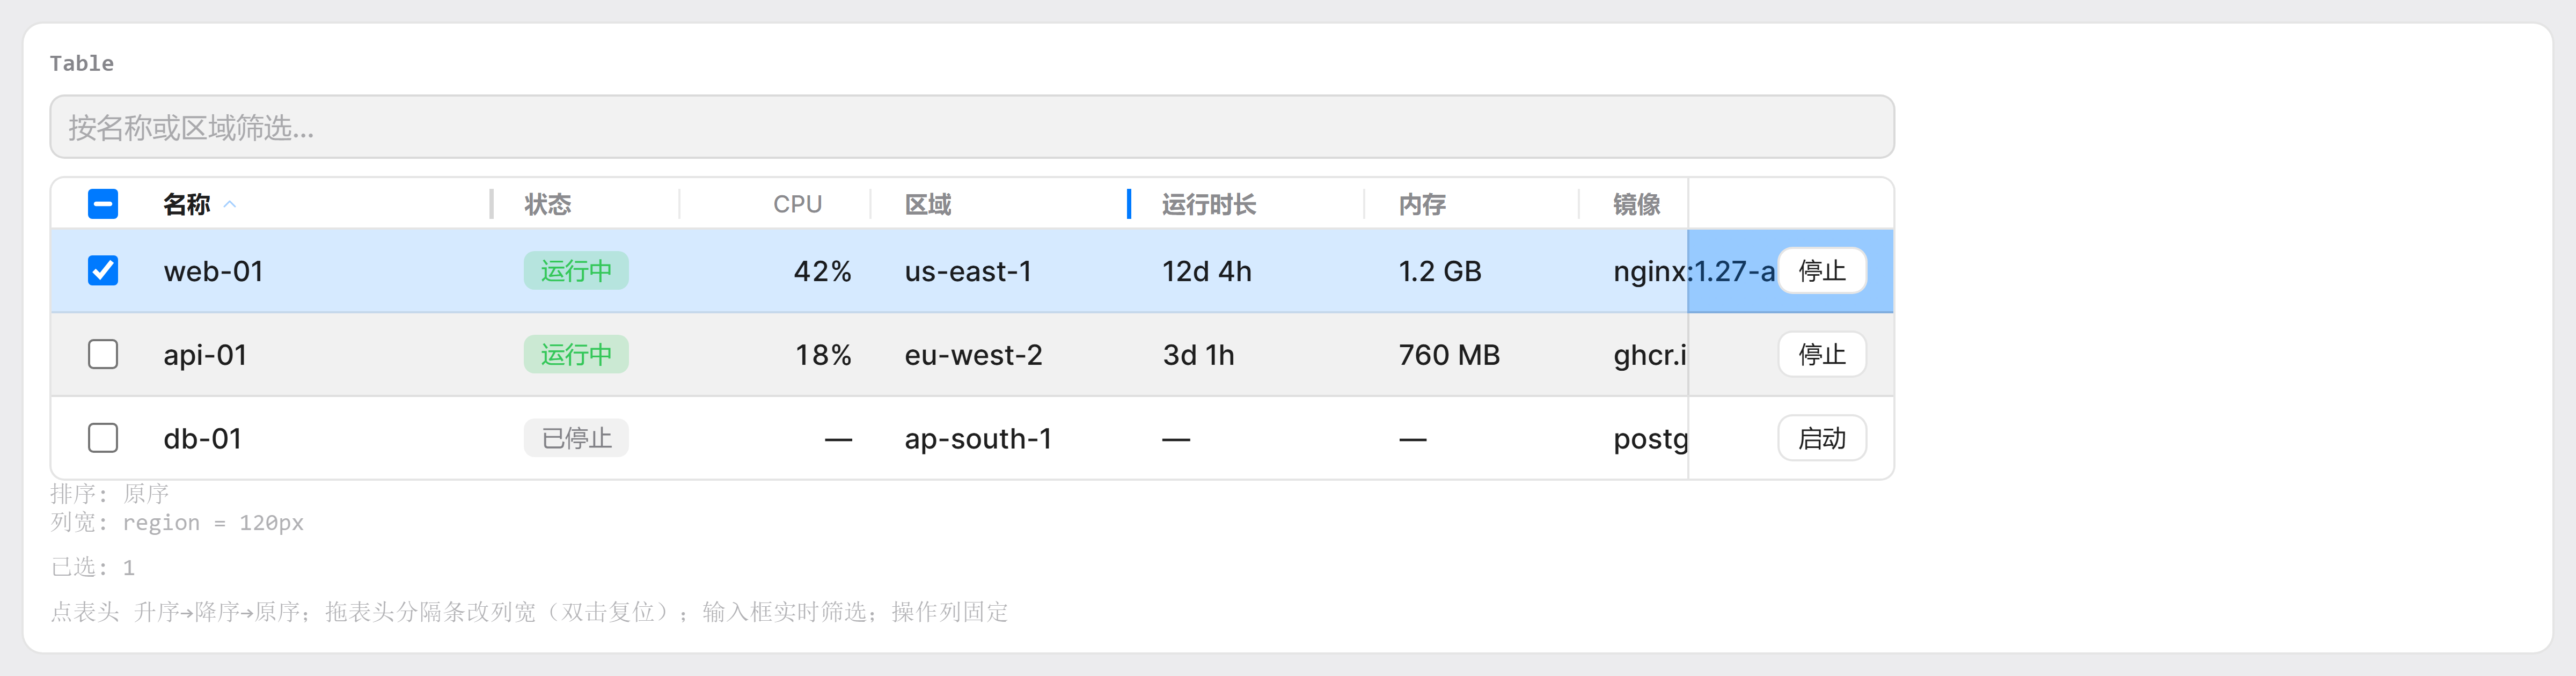 Table
按名称或区域筛选...
名称 状态 CPU 区域 运行时长 内存 镜像
web-01 运行中 42% us-east-1 12d 4h 1.2 GB nginx:1.27-a 停止
api-01 运行中 18% eu-west-2 3d 1h 760 MB ghcr.i 停止
db-01 已停止 — ap-south-1 — — postg 启动
排序: 原序
列宽: region = 120px
已选: 1
点表头 升序→降序→原序；拖表头分隔条改列宽（双击复位）；输入框实时筛选；操作列固定